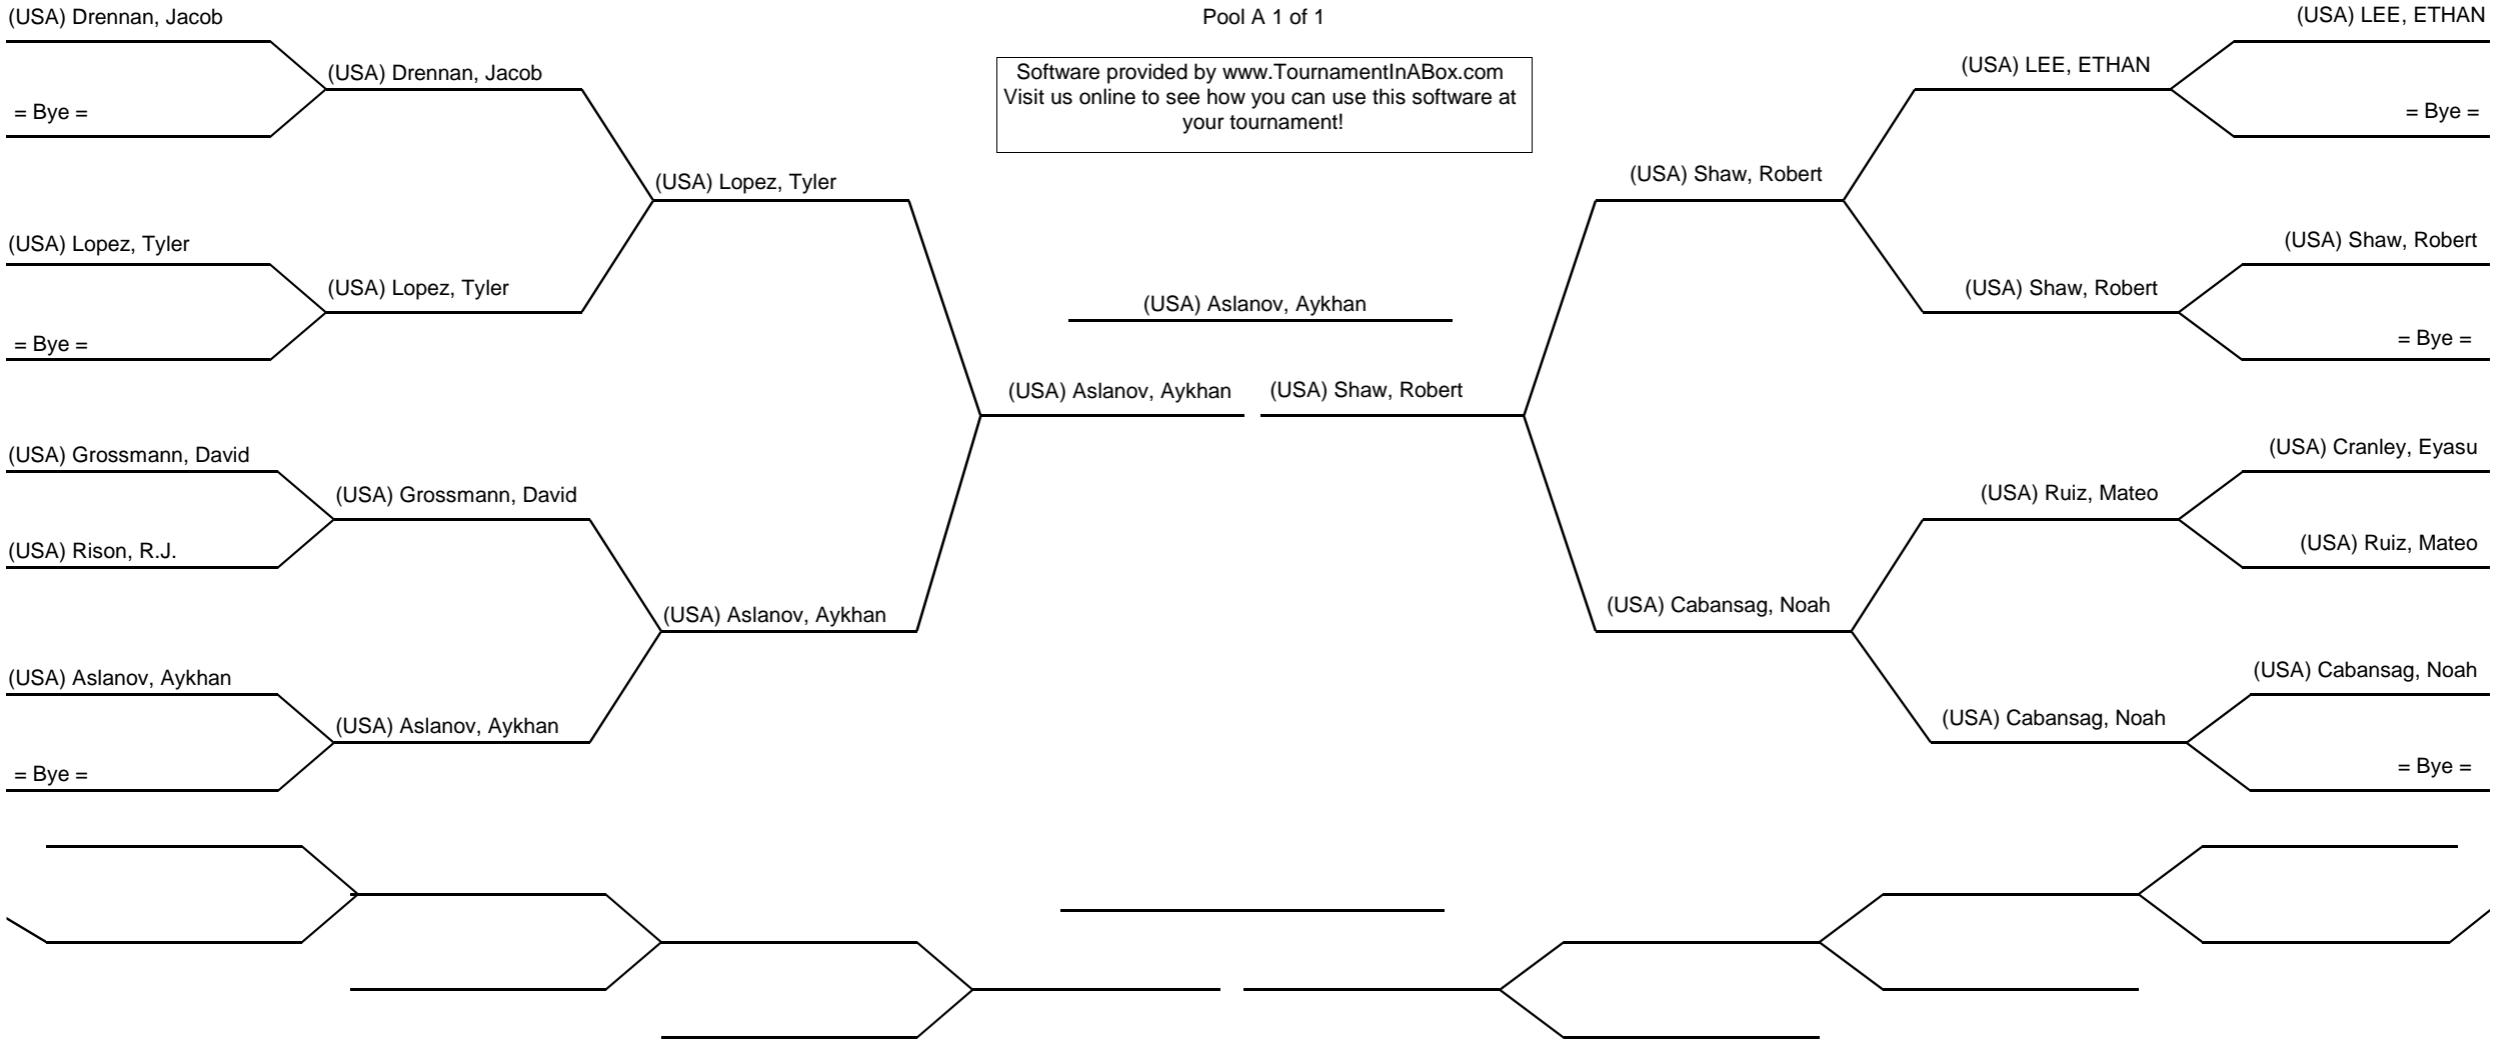 (USA) Drennan, Jacob
= Bye =
(USA) Lopez, Tyler
= Bye =
(USA) Grossmann, David
(USA) Rison, R.J.
(USA) Aslanov, Aykhan
= Bye =
(USA) Drennan, Jacob
(USA) Lopez, Tyler
(USA) Grossmann, David
(USA) Aslanov, Aykhan
(USA) Lopez, Tyler
(USA) Aslanov, Aykhan
Pool A 1 of 1
Software provided by www.TournamentInABox.com
Visit us online to see how you can use this software at
your tournament!
(USA) Aslanov, Aykhan
(USA) Aslanov, Aykhan
(USA) Shaw, Robert
(USA) Shaw, Robert
(USA) Cabansag, Noah
(USA) LEE, ETHAN
(USA) Shaw, Robert
(USA) Ruiz, Mateo
(USA) Cabansag, Noah
(USA) LEE, ETHAN
= Bye =
(USA) Shaw, Robert
= Bye =
(USA) Cranley, Eyasu
(USA) Ruiz, Mateo
(USA) Cabansag, Noah
= Bye =